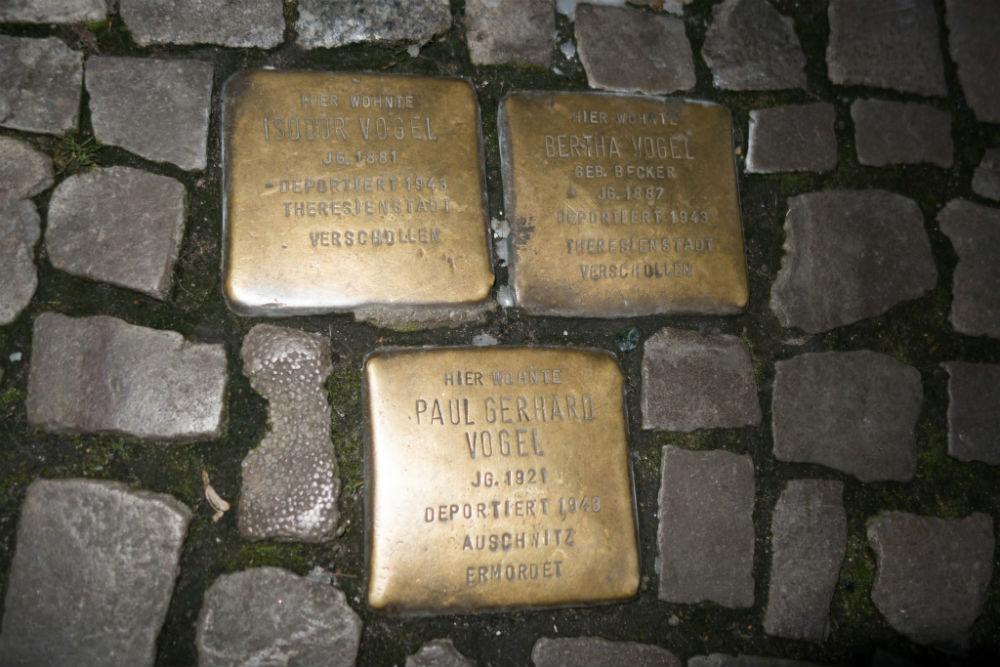 HIER WOHNTE
ISIDOR VOGEL
JG. 1881
DEPORTIERT 1943
THERESIENSTADT
VERSCHOLLEN
HIER WOHNTE
BERTHA VOGEL
GEB. BECKER
JG. 1887
DEPORTIERT 1943
THERESIENSTADT
VERSCHOLLEN
HIER WOHNTE
PAUL GERHARD
VOGEL
JG. 1921
DEPORTIERT 1943
AUSCHWITZ
ERMORDET